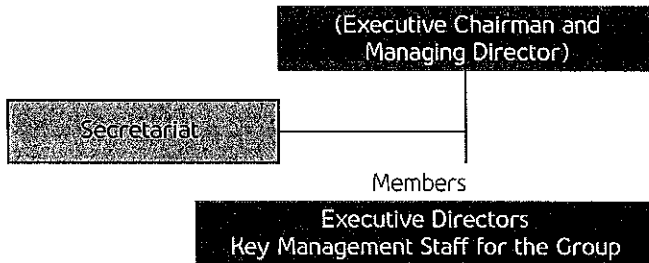 (Executive Chairman and
Managing Director)
Secretariat
Members
Executive Directors
Key Management Staff for the Group